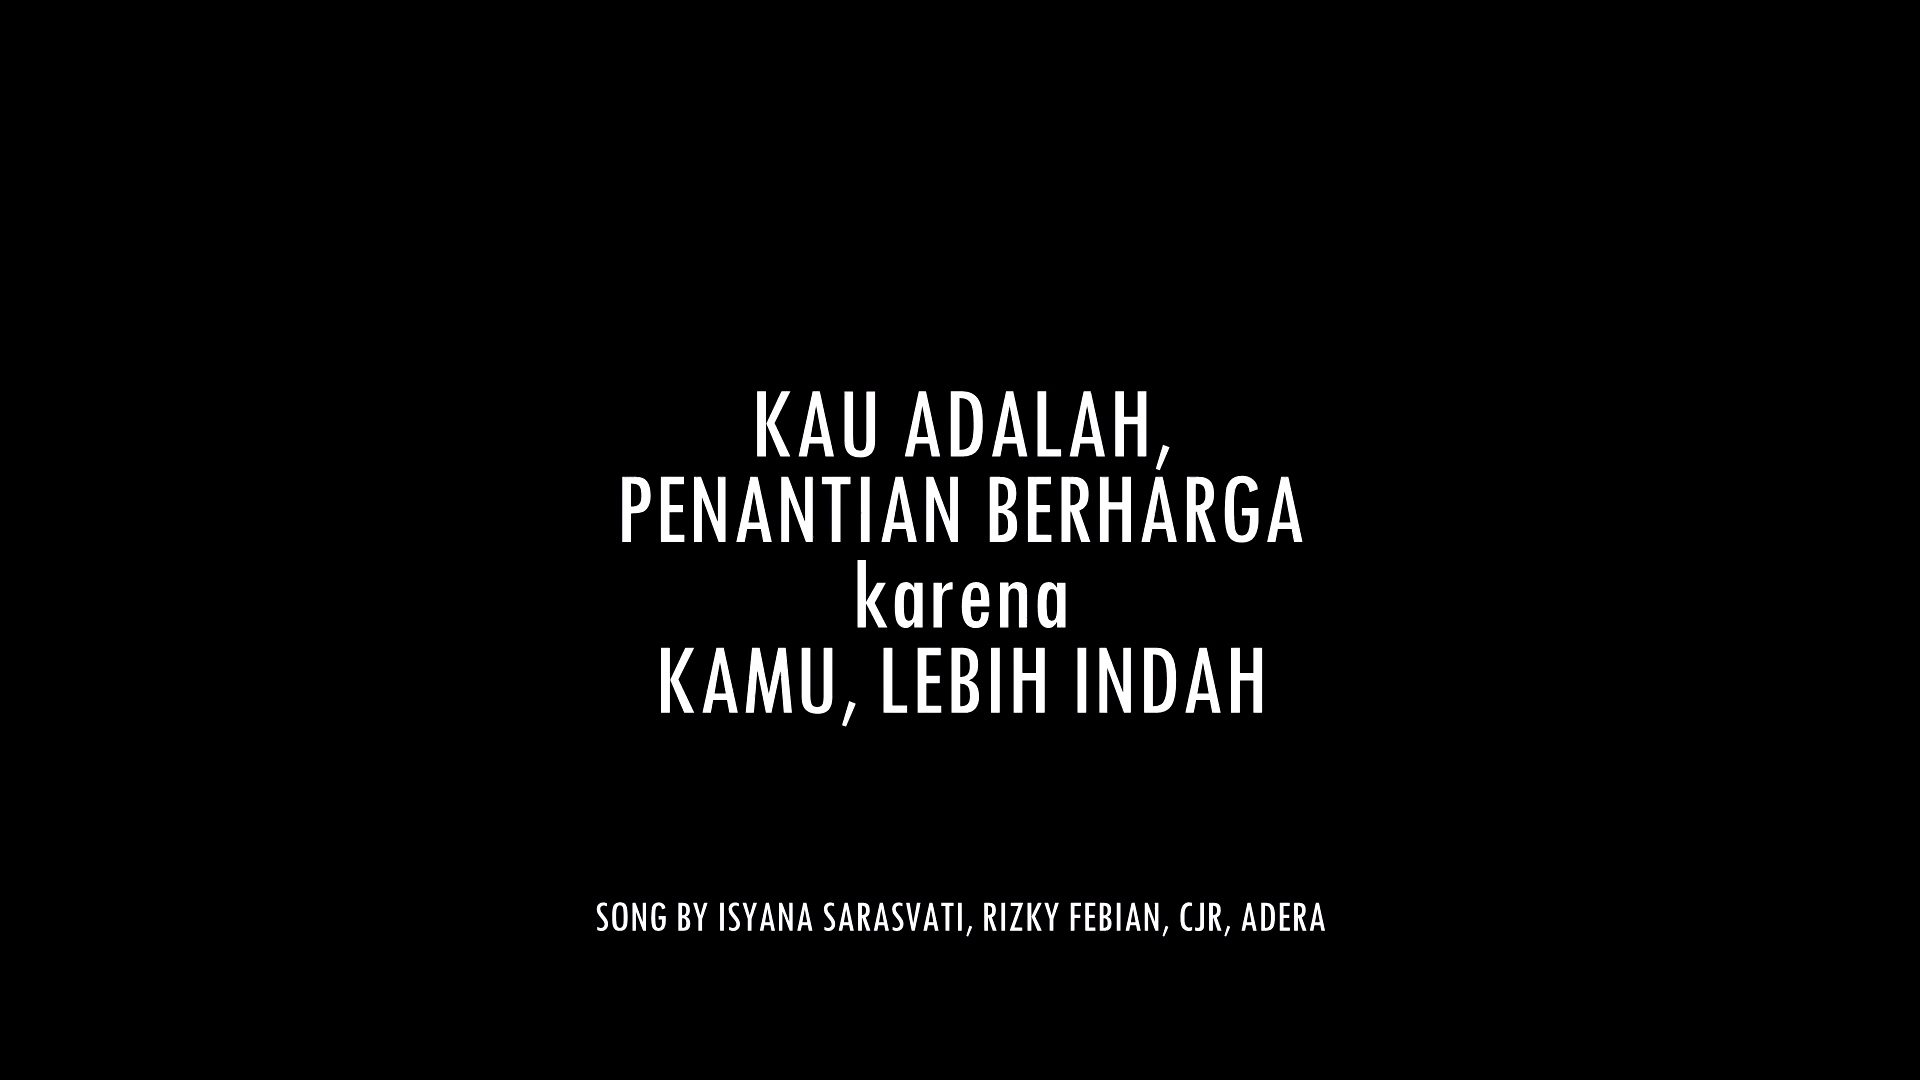 KAU ADALAH,
PENANTIAN BERHARGA
karena
KAMU, LEBIH INDAH
SONG BY ISYANA SARASVATI, RIZKY FEBIAN, CJR, ADERA